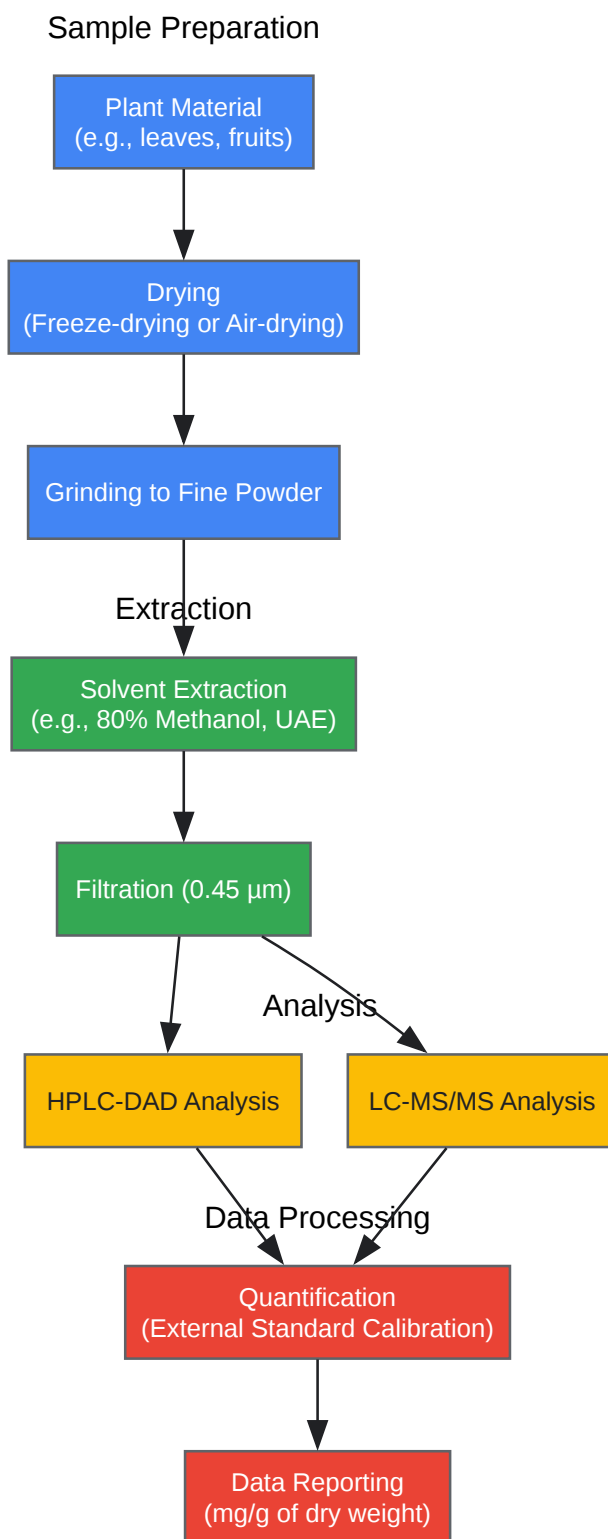 Sample Preparation
Plant Material
(e.g., leaves, fruits)
Drying
(Freeze-drying or Air-drying)
Grinding to Fine Powder
Extraction
Solvent Extraction
(e.g., 80% Methanol, UAE)
Filtration (0.45 µm)
Analysis
HPLC-DAD Analysis
LC-MS/MS Analysis
Data Processing
Quantification
(External Standard Calibration)
Data Reporting
(mg/g of dry weight)